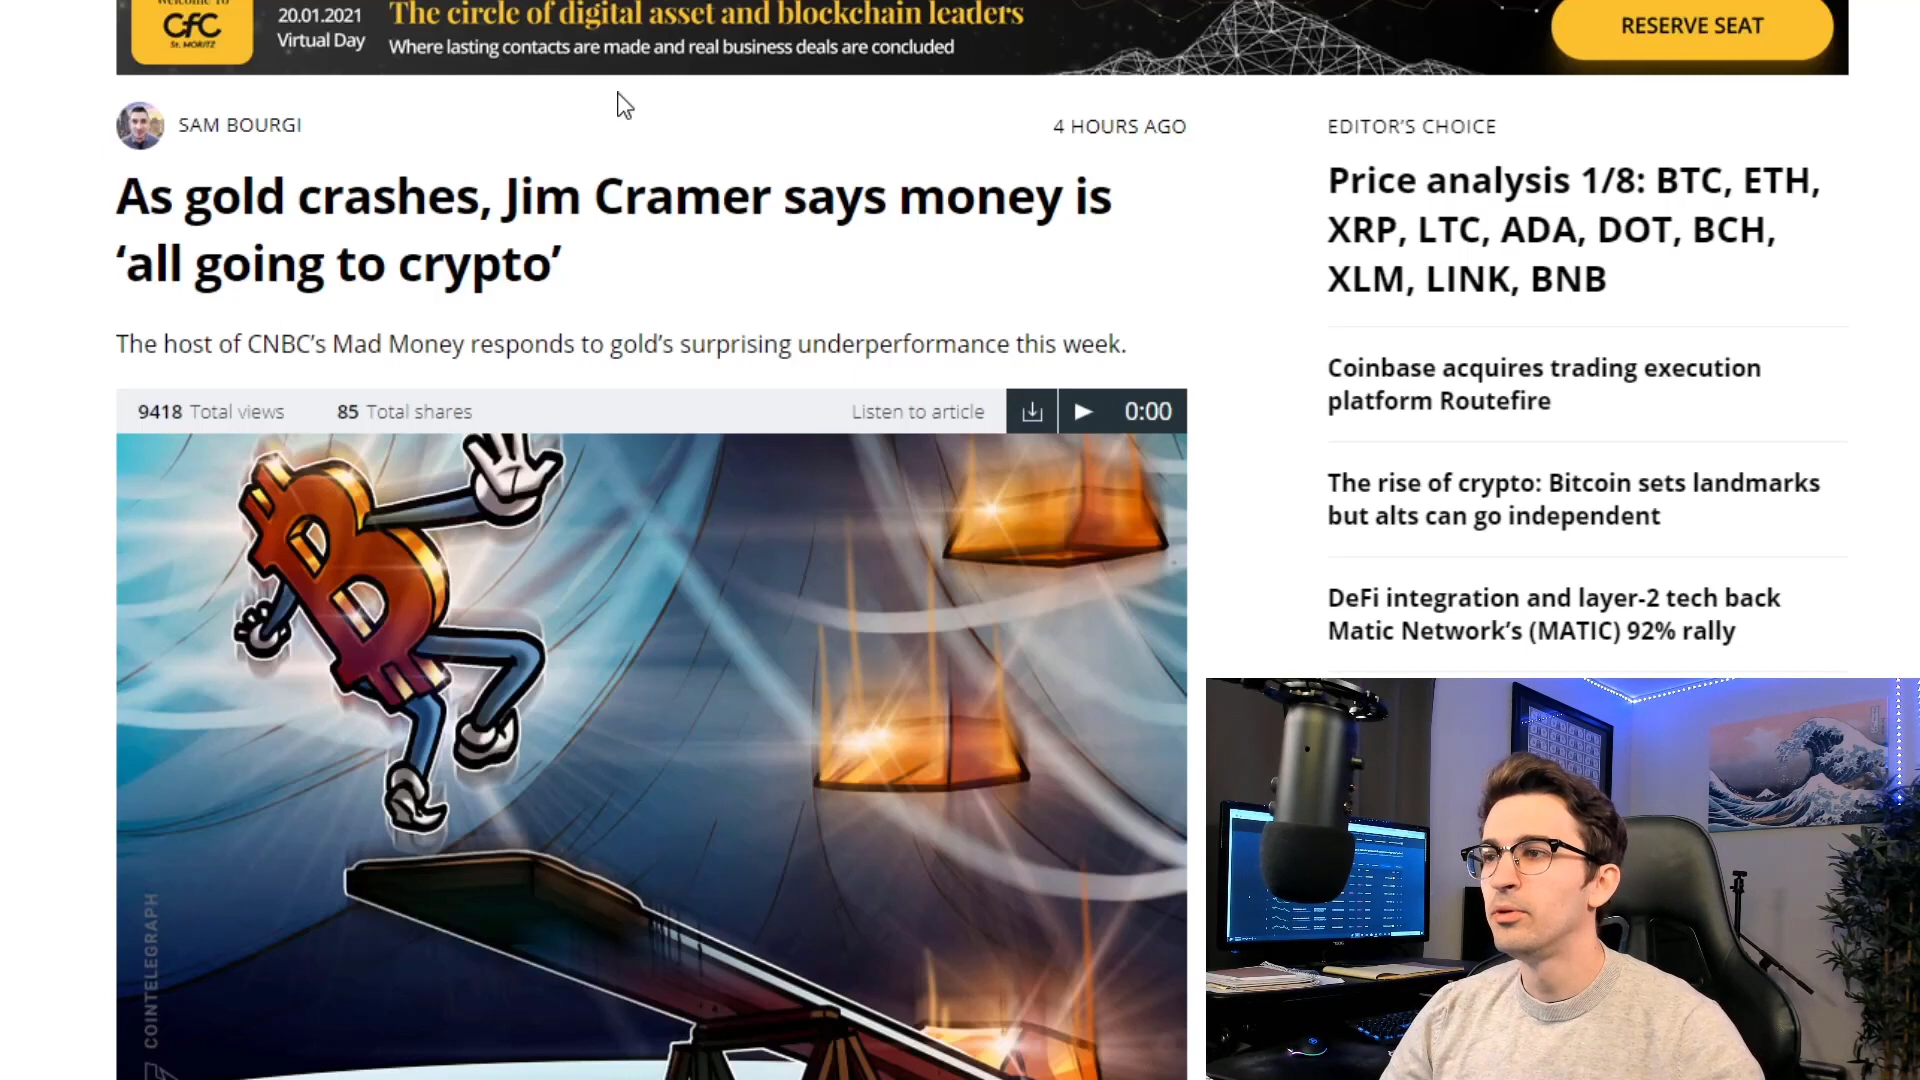 Welcome To
CfC
St. MORITZ
20.01.2021
Virtual Day
The circle of digital asset and blockchain leaders
Where lasting contacts are made and real business deals are concluded
RESERVE SEAT
SAM BOURGI
4 HOURS AGO
As gold crashes, Jim Cramer says money is
‘all going to crypto’
The host of CNBC’s Mad Money responds to gold’s surprising underperformance this week.
9418 Total views
85 Total shares
Listen to article
0:00
COINTELEGRAPH
EDITOR’S CHOICE
Price analysis 1/8: BTC, ETH,
XRP, LTC, ADA, DOT, BCH,
XLM, LINK, BNB
Coinbase acquires trading execution
platform Routefire
The rise of crypto: Bitcoin sets landmarks
but alts can go independent
DeFi integration and layer-2 tech back
Matic Network’s (MATIC) 92% rally